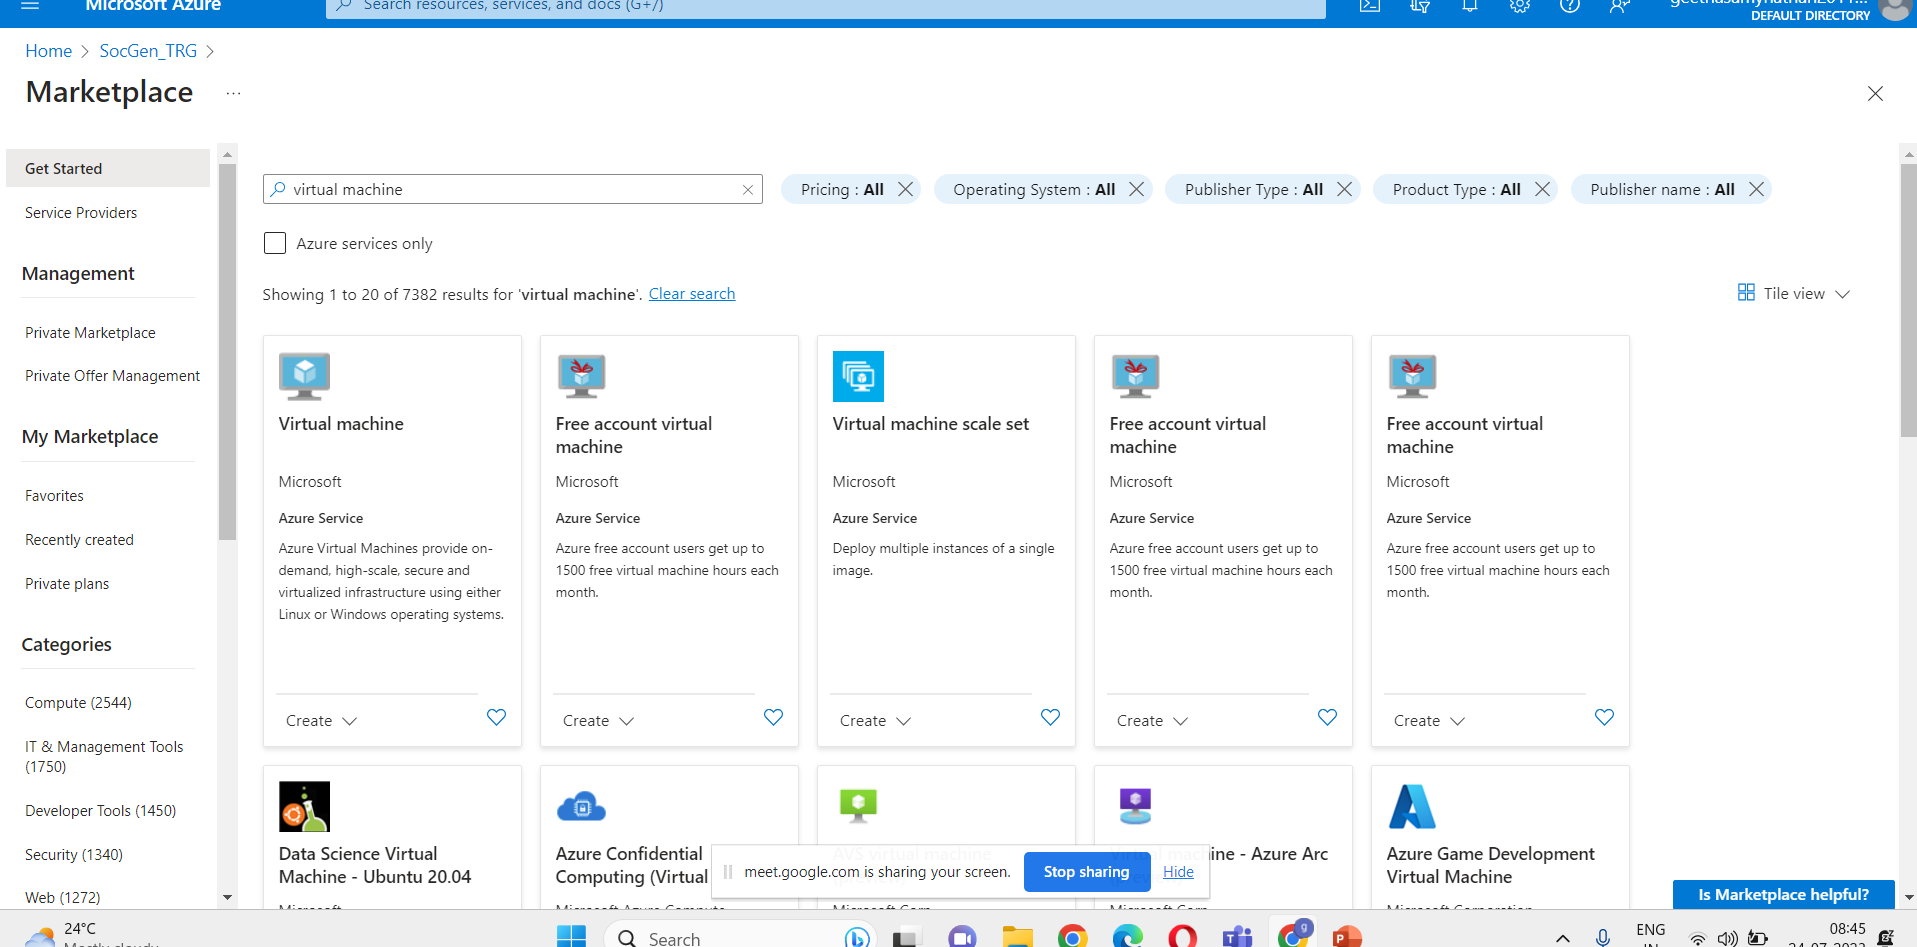 Microsoft Azure
Search resources, services, and docs (G+/)
DEFAULT DIRECTORY
Home > SocGen_TRG >
Marketplace ...
Get Started
Service Providers
Management
Private Marketplace
Private Offer Management
My Marketplace
Favorites
Recently created
Private plans
Categories
Compute (2544)
IT & Management Tools
(1750)
Developer Tools (1450)
Security (1340)
Web (1272)
virtual machine
Pricing : All
Operating System : All
Publisher Type : All
Product Type : All
Publisher name : All
Azure services only
Showing 1 to 20 of 7382 results for 'virtual machine'. Clear search
Tile view
Virtual machine
Microsoft
Azure Service
Azure Virtual Machines provide on-
demand, high-scale, secure and
virtualized infrastructure using either
Linux or Windows operating systems.
Create
Free account virtual
machine
Microsoft
Azure Service
Azure free account users get up to
1500 free virtual machine hours each
month.
Create
Virtual machine scale set
Microsoft
Azure Service
Deploy multiple instances of a single
image.
Create
Free account virtual
machine
Microsoft
Azure Service
Azure free account users get up to
1500 free virtual machine hours each
month.
Create
Free account virtual
machine
Microsoft
Azure Service
Azure free account users get up to
1500 free virtual machine hours each
month.
Create
Data Science Virtual
Machine - Ubuntu 20.04
Azure Confidential
Computing (Virtual
AVS virtual machine
Virtual machine - Azure Arc
Azure Game Development
Virtual Machine
Microsoft Corporation
meet.google.com is sharing your screen.
Stop sharing
Hide
Is Marketplace helpful?
24°C
Mostly cloudy
Search
ENG
IN
08:45